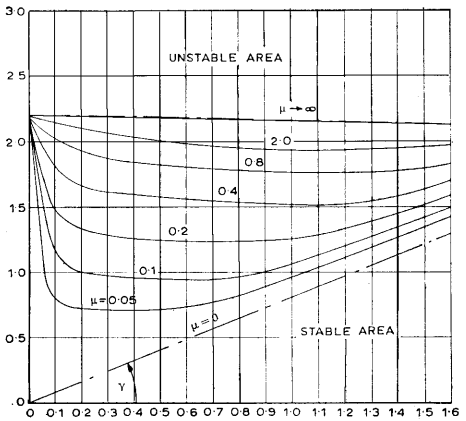 3·0
UNSTABLE AREA
2·5
μ → ∞
2·0
2·0
0·8
0·4
1·5
0·2
1·0
0·1
μ=0·05
μ=0
0·5
STABLE AREA
γ
·0
0 0·1 0·2 0·3 0·4 0·5 0·6 0·7 0·8 0·9 1·0 1·1 1·2 1·3 1·4 1·5 1·6